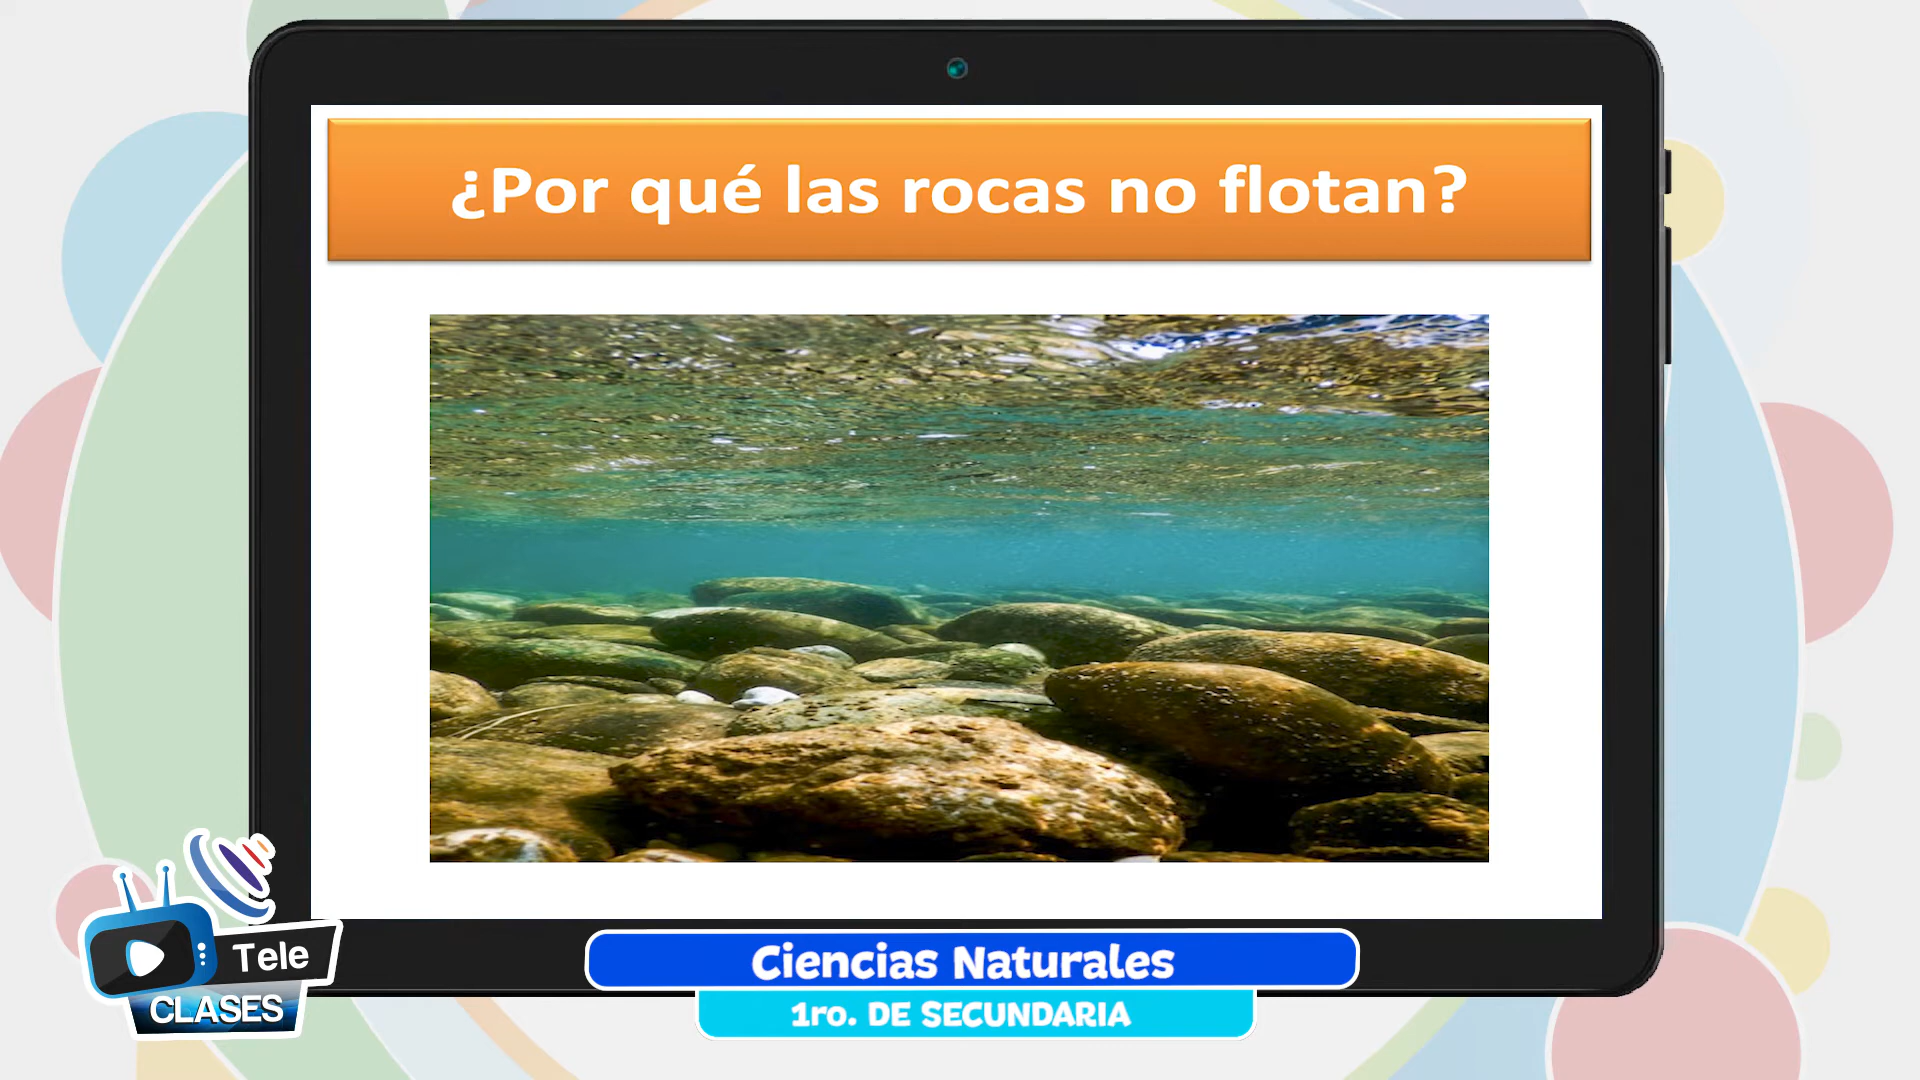 ¿Por qué las rocas no flotan?
Tele
CLASES
Ciencias Naturales
1ro. DE SECUNDARIA